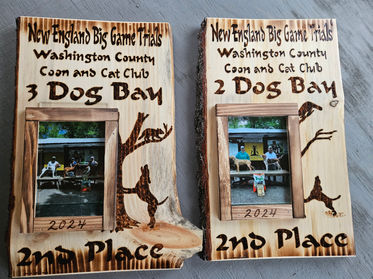 New England Big Game Trials
Washington County
Coon and Cat Club
3 Dog Bay
2024
2nd Place
New England Big Game Trials
Washington County
Coon and Cat Club
2 Dog Bay
2024
2nd Place